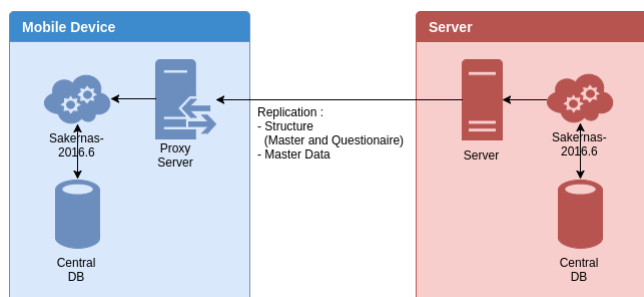 Mobile Device
Server
Sakernas-
2016.6
Proxy
Server
Central
DB
Replication :
- Structure
(Master and Questionaire)
- Master Data
Server
Sakernas-
2016.6
Central
DB